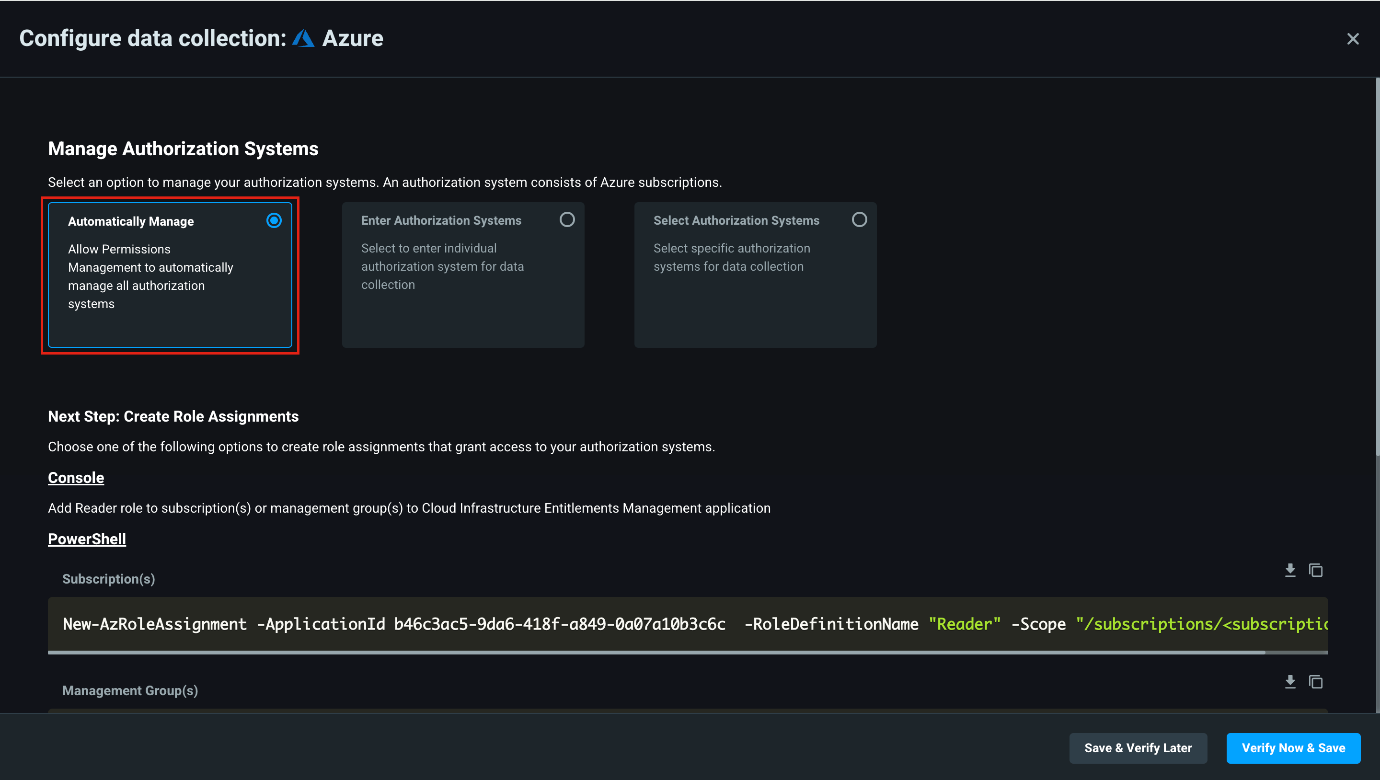 Configure data collection: Azure
Manage Authorization Systems
Select an option to manage your authorization systems. An authorization system consists of Azure subscriptions.
Automatically Manage
Allow Permissions
Management to automatically
manage all authorization
systems
Enter Authorization Systems
Select to enter individual
authorization system for data
collection
Select Authorization Systems
Select specific authorization
systems for data collection
Next Step: Create Role Assignments
Choose one of the following options to create role assignments that grant access to your authorization systems.
Console
Add Reader role to subscription(s) or management group(s) to Cloud Infrastructure Entitlements Management application
PowerShell
Subscription(s)
New-AzRoleAssignment -ApplicationId b46c3ac5-9da6-418f-a849-0a07a10b3c6c -RoleDefinitionName "Reader" -Scope "/subscriptions/<subscriptio
Management Group(s)
Save & Verify Later
Verify Now & Save